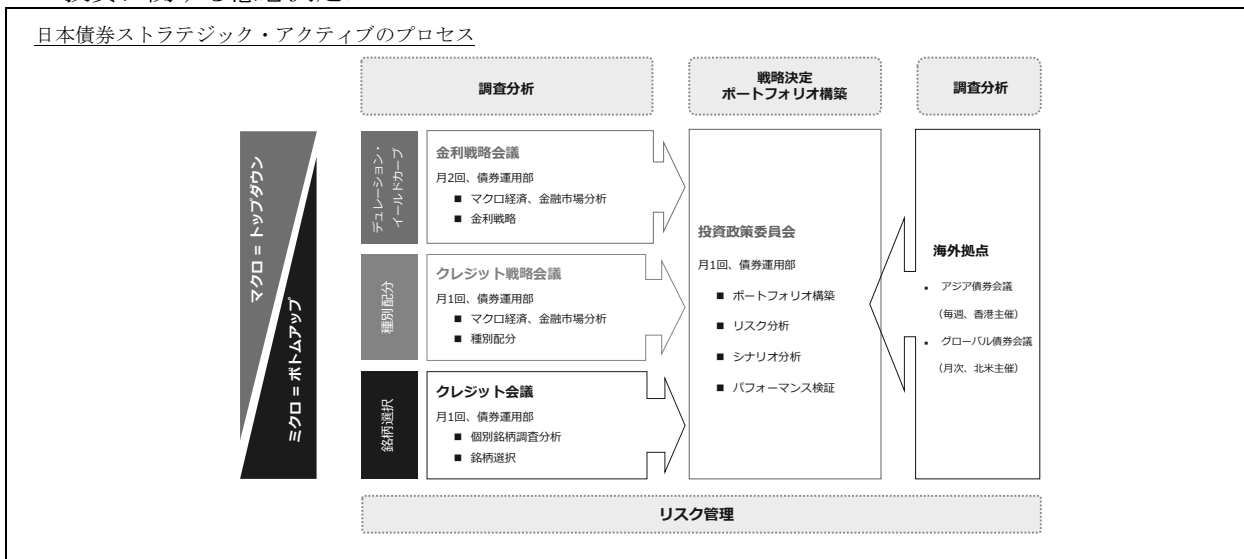 日本債券ストラテジック・アクティブのプロセス
調査分析
戦略決定
ポートフォリオ構築
調査分析
マクロ = トップダウン
ミクロ = ボトムアップ
デュレーション・
イールドカーブ
金利戦略会議
月2回、債券運用部
■ マクロ経済、金融市場分析
■ 金利戦略
種別配分
クレジット戦略会議
月1回、債券運用部
■ マクロ経済、金融市場分析
■ 種別配分
銘柄選択
クレジット会議
月1回、債券運用部
■ 個別銘柄調査分析
■ 銘柄選択
投資政策委員会
月1回、債券運用部
■ ポートフォリオ構築
■ リスク分析
■ シナリオ分析
■ パフォーマンス検証
海外拠点
• アジア債券会議
（毎週、香港主催）
• グローバル債券会議
（月次、北米主催）
リスク管理